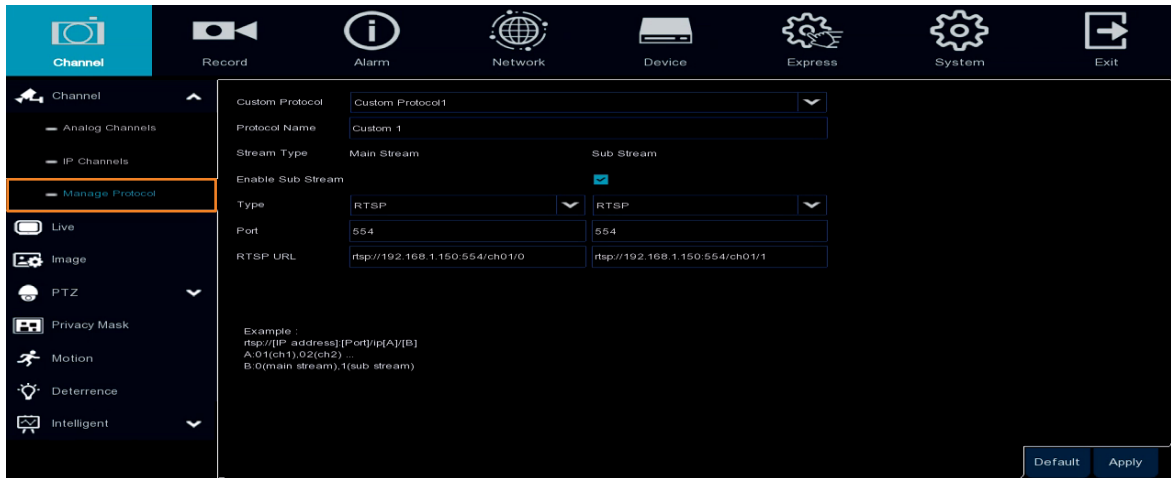 Channel Record Alarm Network Device Express System Exit
Channel
Analog Channels
IP Channels
Manage Protocol
Live
Image
PTZ
Privacy Mask
Motion
Deterrence
Intelligent
Custom Protocol Custom Protocol1
Protocol Name Custom 1
Stream Type Main Stream Sub Stream
Enable Sub Stream
Type RTSP RTSP
Port 554 554
RTSP URL rtsp://192.168.1.150:554/ch01/0 rtsp://192.168.1.150:554/ch01/1
Example :
rtsp://[IP address]:[Port]/ip[A]/[B]
A:01(ch1),02(ch2) ...
B:0(main stream),1(sub stream)
Default Apply